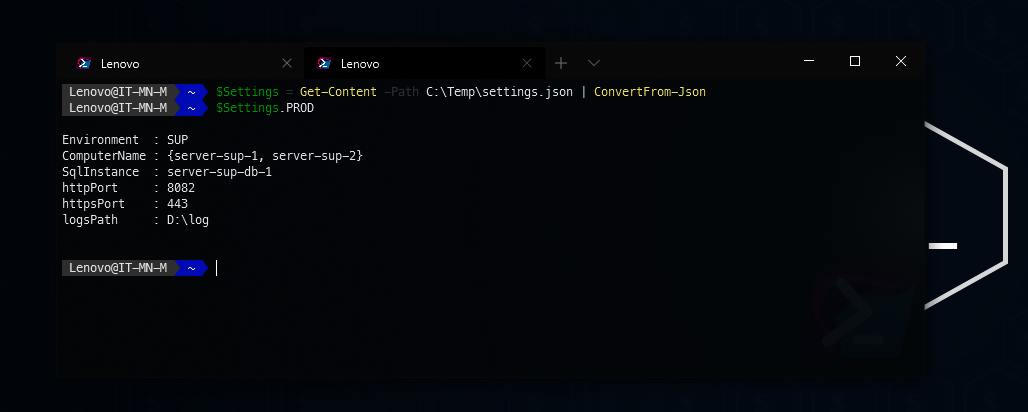 Lenovo
Lenovo
Lenovo@IT-MN-M ~ $Settings = Get-Content -Path C:\Temp\settings.json | ConvertFrom-Json
Lenovo@IT-MN-M ~ $Settings.PROD
Environment : SUP
ComputerName : {server-sup-1, server-sup-2}
SqlInstance : server-sup-db-1
httpPort : 8082
httpsPort : 443
logsPath : D:\log
Lenovo@IT-MN-M ~